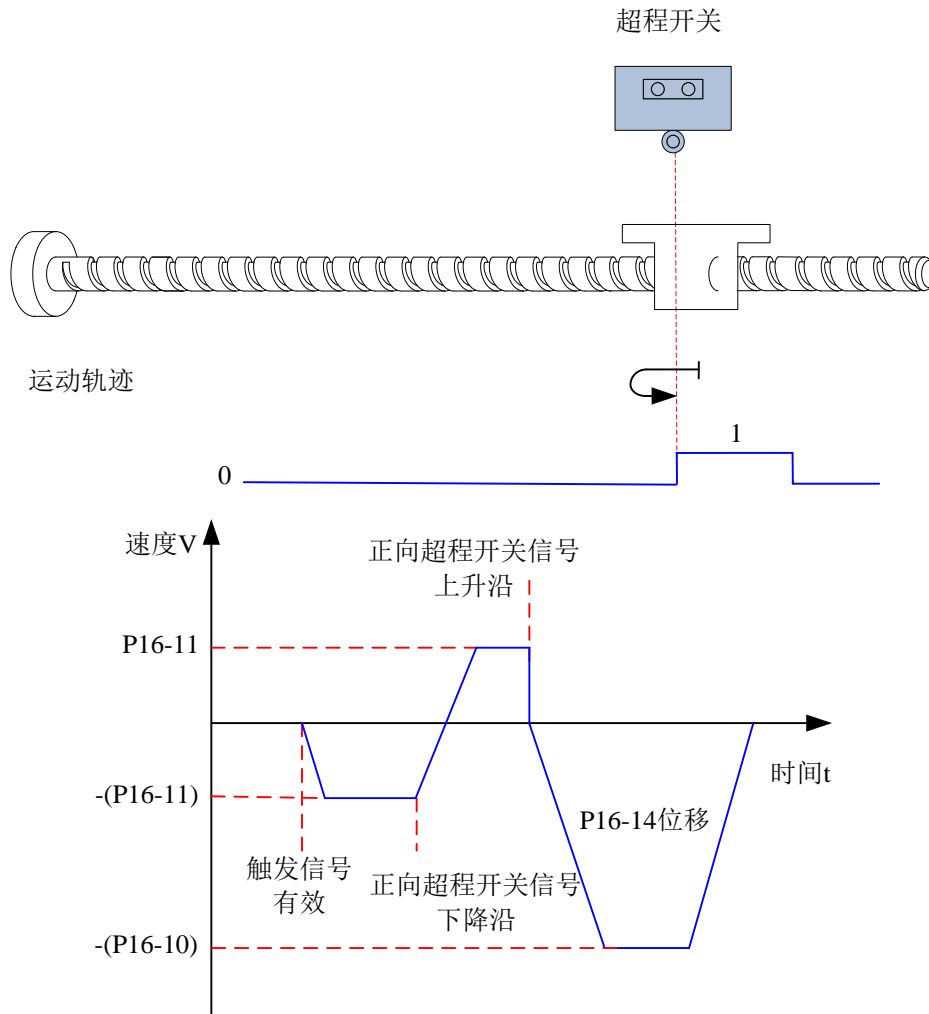 超程开关
运动轨迹
1
0
速度V
正向超程开关信号
上升沿
P16-11
时间t
-(P16-11)
P16-14位移
触发信号
有效
正向超程开关信号
下降沿
-(P16-10)